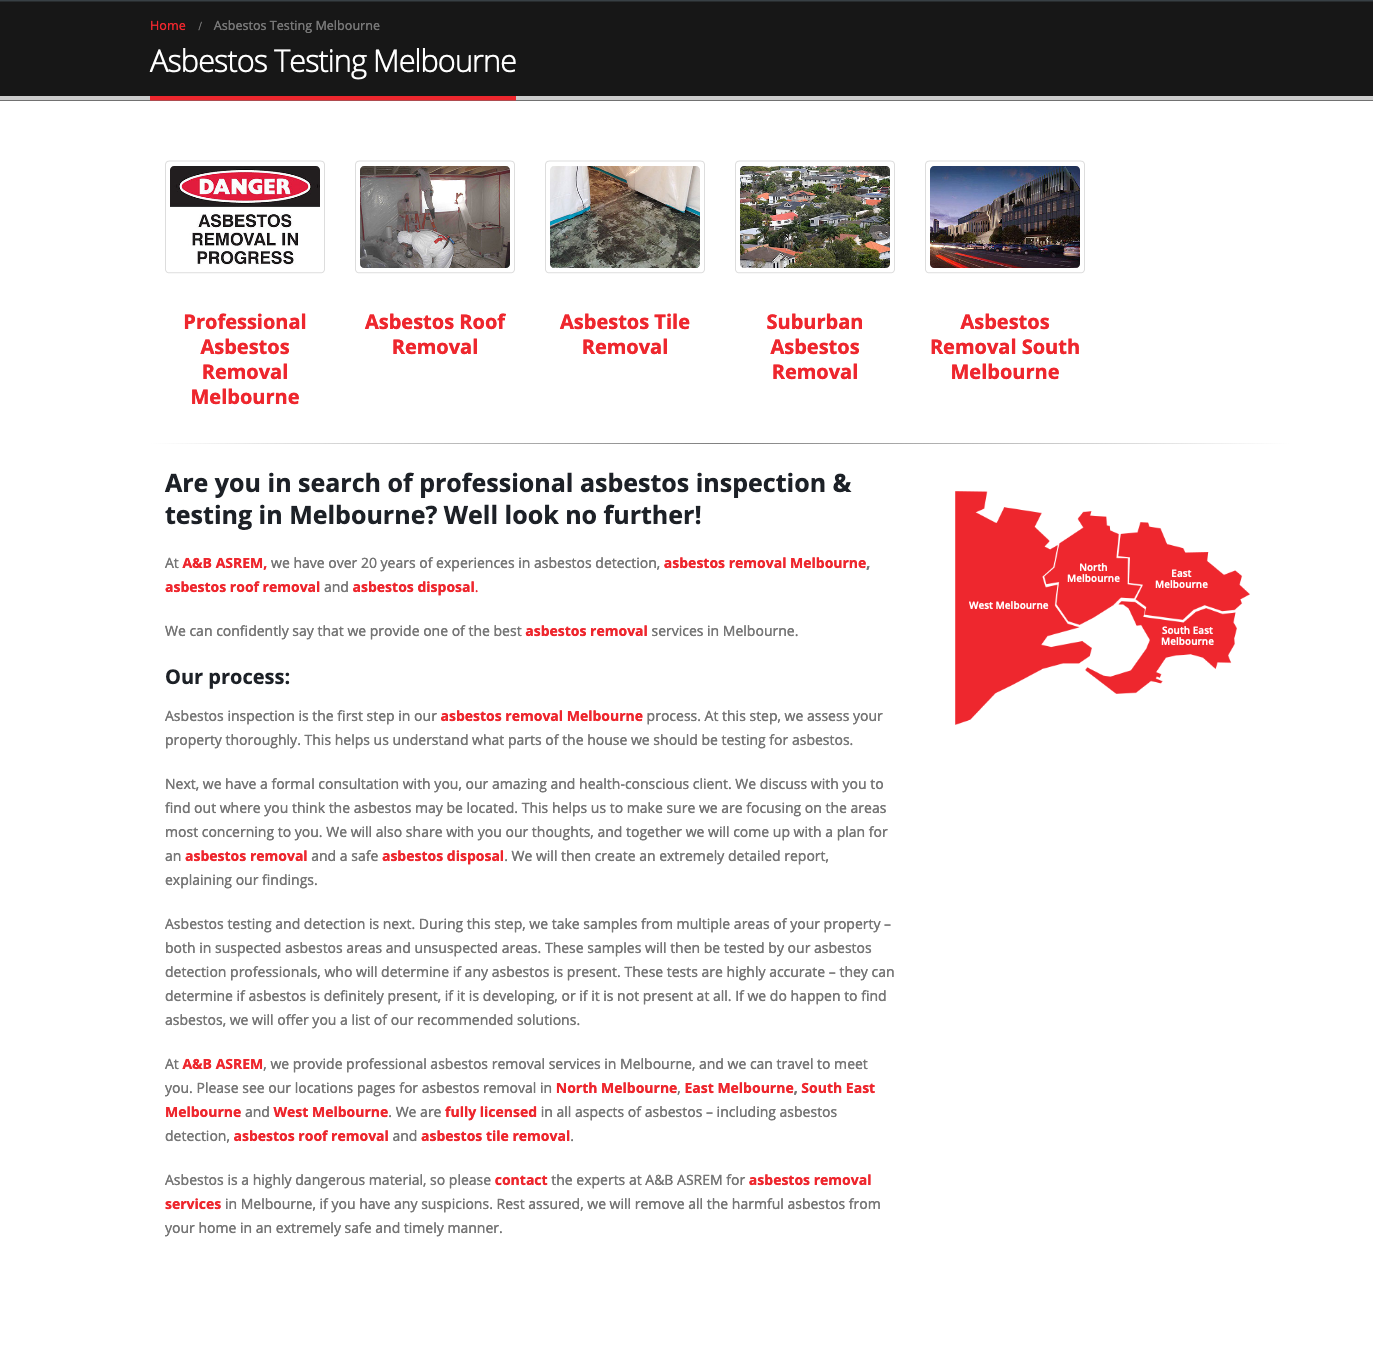 Home / Asbestos Testing Melbourne
Asbestos Testing Melbourne
DANGER
ASBESTOS
REMOVAL IN
PROGRESS
Professional
Asbestos
Removal
Melbourne
Asbestos Roof
Removal
Asbestos Tile
Removal
Suburban
Asbestos
Removal
Asbestos
Removal South
Melbourne
Are you in search of professional asbestos inspection &
testing in Melbourne? Well look no further!
At A&B ASREM, we have over 20 years of experiences in asbestos detection, asbestos removal Melbourne,
asbestos roof removal and asbestos disposal.
We can confidently say that we provide one of the best asbestos removal services in Melbourne.
Our process:
Asbestos inspection is the first step in our asbestos removal Melbourne process. At this step, we assess your
property thoroughly. This helps us understand what parts of the house we should be testing for asbestos.
Next, we have a formal consultation with you, our amazing and health-conscious client. We discuss with you to
find out where you think the asbestos may be located. This helps us to make sure we are focusing on the areas
most concerning to you. We will also share with you our thoughts, and together we will come up with a plan for
an asbestos removal and a safe asbestos disposal. We will then create an extremely detailed report,
explaining our findings.
Asbestos testing and detection is next. During this step, we take samples from multiple areas of your property –
both in suspected asbestos areas and unsuspected areas. These samples will then be tested by our asbestos
detection professionals, who will determine if any asbestos is present. These tests are highly accurate – they can
determine if asbestos is definitely present, if it is developing, or if it is not present at all. If we do happen to find
asbestos, we will offer you a list of our recommended solutions.
At A&B ASREM, we provide professional asbestos removal services in Melbourne, and we can travel to meet
you. Please see our locations pages for asbestos removal in North Melbourne, East Melbourne, South East
Melbourne and West Melbourne. We are fully licensed in all aspects of asbestos – including asbestos
detection, asbestos roof removal and asbestos tile removal.
Asbestos is a highly dangerous material, so please contact the experts at A&B ASREM for asbestos removal
services in Melbourne, if you have any suspicions. Rest assured, we will remove all the harmful asbestos from
your home in an extremely safe and timely manner.
North
Melbourne
East
Melbourne
West Melbourne
South East
Melbourne